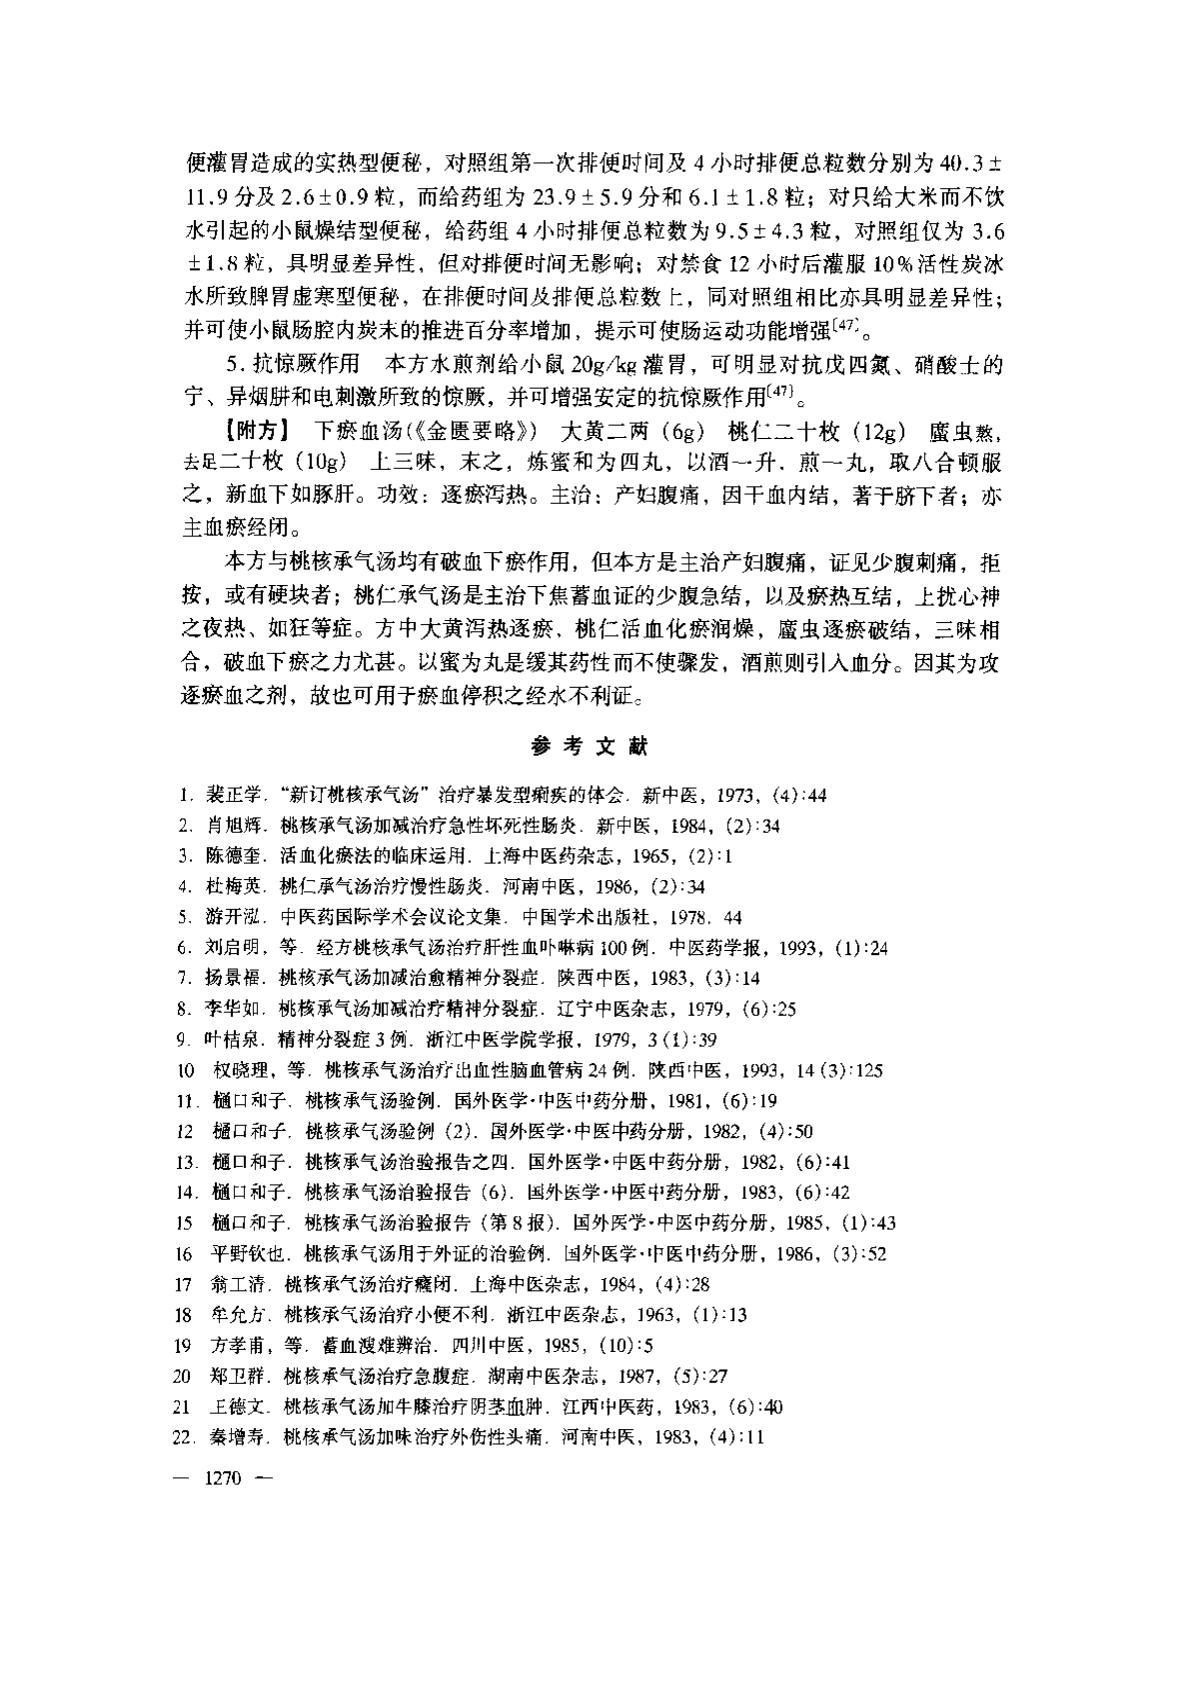 便灌胃造成的实热型便秘，对照组第一次排便时间及 4 小时排便总粒数分别为 40.3±
11.9 分及 2.6±0.9 粒，而给药组为 23.9±5.9 分和 6.1±1.8 粒；对只给大米而不饮
水引起的小鼠燥结型便秘，给药组 4 小时排便总粒数为 9.5±4.3 粒，对照组仅为 3.6
±1.8 粒，具明显差异性，但对排便时间无影响；对禁食 12 小时后灌服 10%活性炭冰
水所致脾胃虚寒型便秘，在排便时间及排便总粒数上，同对照组相比亦具明显差异性；
并可使小鼠肠腔内炭末的推进百分率增加，提示可使肠运动功能增强〔47〕。
5. 抗惊厥作用 本方水煎剂给小鼠 20g/kg 灌胃，可明显对抗戊四氮、硝酸士的
宁、异烟肼和电刺激所致的惊厥，并可增强安定的抗惊厥作用〔47〕。
【附方】 下瘀血汤(《金匮要略》) 大黄二两（6g） 桃仁二十枚（12g） 䗪虫熬，
去足二十枚（10g） 上三味，末之，炼蜜和为四丸，以酒一升．煎一丸，取八合顿服
之，新血下如豚肝。功效：逐瘀泻热。主治：产妇腹痛，因干血内结，著于脐下者；亦
主血瘀经闭。
本方与桃核承气汤均有破血下瘀作用，但本方是主治产妇腹痛，证见少腹刺痛，拒
按，或有硬块者；桃仁承气汤是主治下焦蓄血证的少腹急结，以及瘀热互结，上扰心神
之夜热、如狂等症。方中大黄泻热逐瘀．桃仁活血化瘀润燥，䗪虫逐瘀破结，三味相
合，破血下瘀之力尤甚。以蜜为丸是缓其药性而不使骤发，酒煎则引入血分。因其为攻
逐瘀血之剂，故也可用于瘀血停积之经水不利证。
参 考 文 献
1. 裴正学．“新订桃核承气汤”治疗暴发型痢疾的体会．新中医，1973，(4):44
2. 肖旭辉．桃核承气汤加减治疗急性坏死性肠炎．新中医，1984，(2):34
3. 陈德奎．活血化瘀法的临床运用．上海中医药杂志，1965，(2):1
4. 杜梅英．桃仁承气汤治疗慢性肠炎．河南中医，1986，(2):34
5. 游开泓．中医药国际学术会议论文集．中国学术出版社，1978．44
6. 刘启明，等．经方桃核承气汤治疗肝性血卟啉病 100 例．中医药学报，1993，(1):24
7. 扬景福．桃核承气汤加减治愈精神分裂症．陕西中医，1983，(3):14
8. 李华如．桃核承气汤加减治疗精神分裂症．辽宁中医杂志，1979，(6):25
9. 叶桔泉．精神分裂症 3 例．浙江中医学院学报，1979，3 (1):39
10 权晓理，等．桃核承气汤治疗出血性脑血管病 24 例．陕西中医，1993，14 (3):125
11. 樋口和子．桃核承气汤验例．国外医学·中医中药分册，1981，(6):19
12 樋口和子．桃核承气汤验例（2）．国外医学·中医中药分册，1982，(4):50
13. 樋口和子．桃核承气汤治验报告之四．国外医学·中医中药分册，1982，(6):41
14. 樋口和子．桃核承气汤治验报告（6）．国外医学·中医中药分册，1983，(6):42
15 樋口和子．桃核承气汤治验报告（第 8 报）．国外医学·中医中药分册，1985，(1):43
16 平野钦也．桃核承气汤用于外证的治验例．国外医学·中医中药分册，1986，(3):52
17 翁工清．桃核承气汤治疗癃闭．上海中医杂志，1984，(4):28
18 牟允方．桃核承气汤治疗小便不利．浙江中医杂志，1963，(1):13
19 方孝甫，等．蓄血溲难辨治．四川中医，1985，(10):5
20 郑卫群．桃核承气汤治疗急腹症．湖南中医杂志，1987，(5):27
21 王德文．桃核承气汤加牛膝治疗阴茎血肿．江西中医药，1983，(6):40
22. 秦增寿．桃核承气汤加味治疗外伤性头痛．河南中医，1983，(4):11
— 1270 —